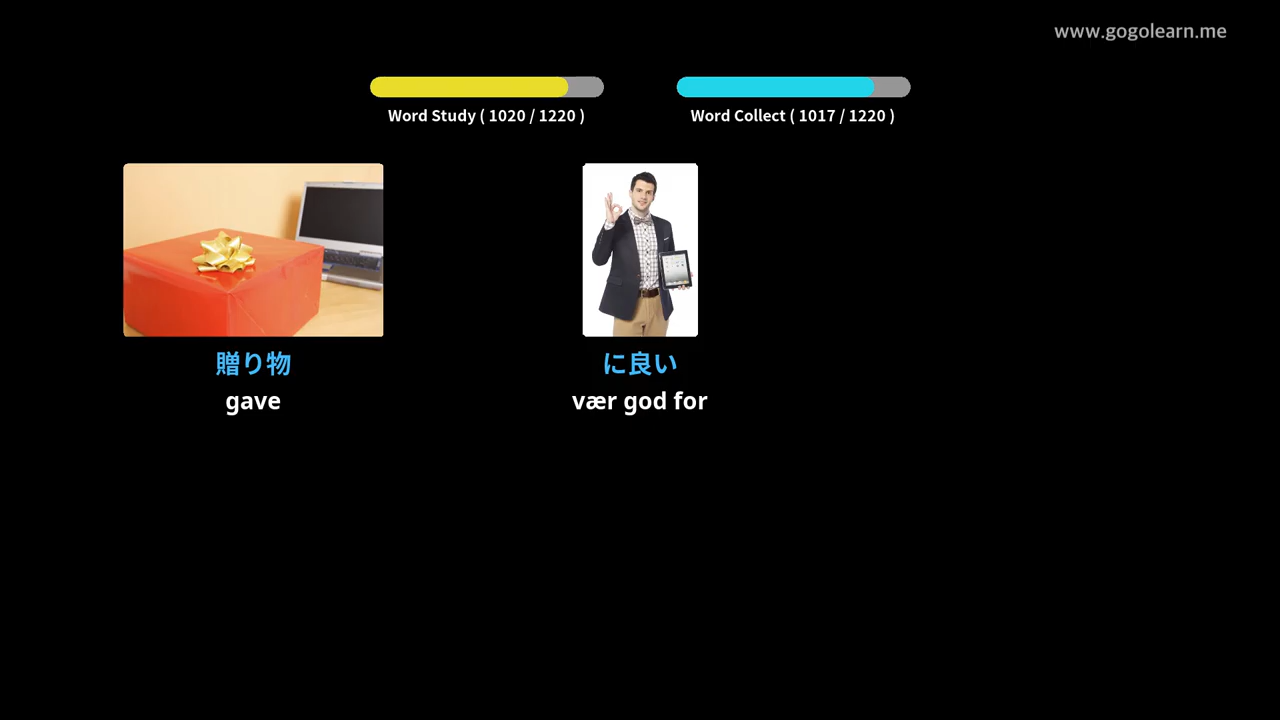 www.gogolearn.me
Word Study ( 1020 / 1220 )
Word Collect ( 1017 / 1220 )
贈り物
gave
に良い
vær god for